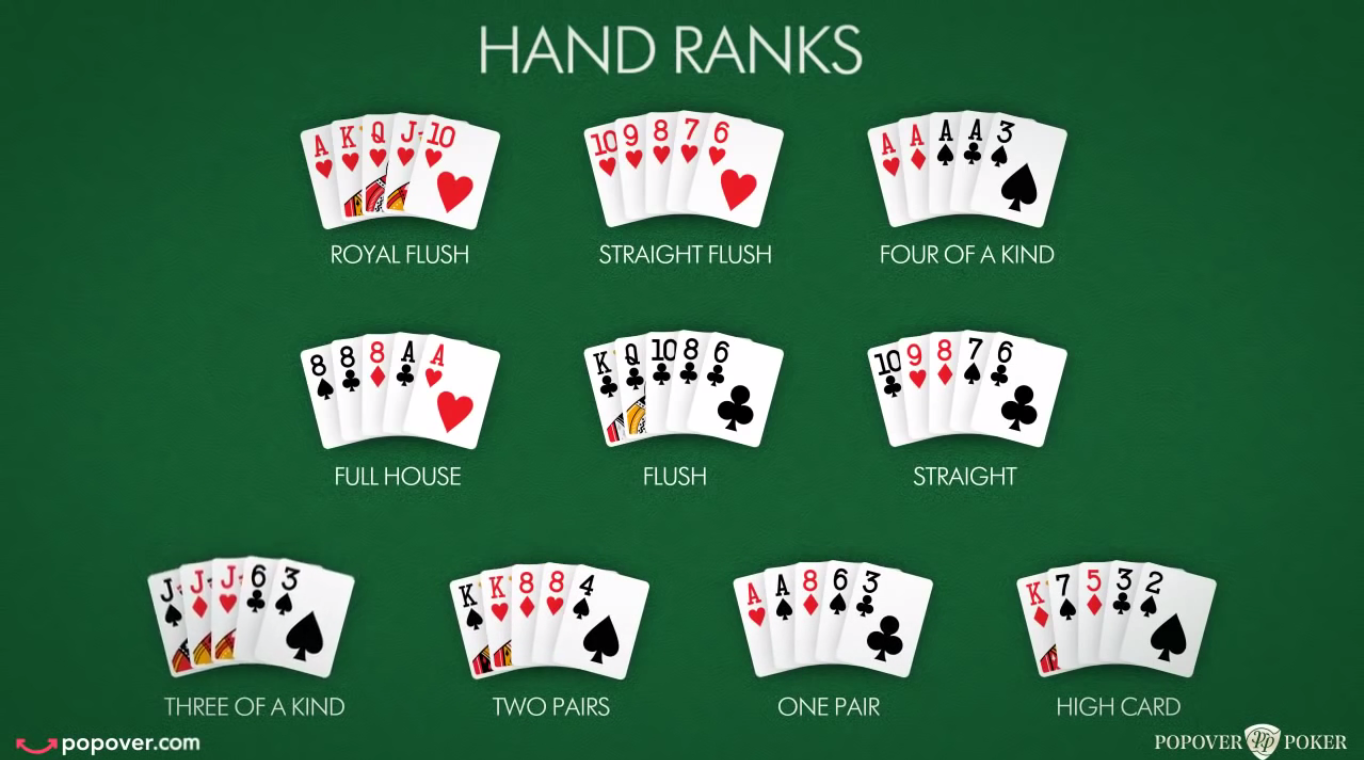 HAND RANKS
A K Q J 10
10 9 8 7 6
A A A A 3
ROYAL FLUSH
STRAIGHT FLUSH
FOUR OF A KIND
8 8 8 A A
K Q 10 8 6
10 9 8 7 6
FULL HOUSE
FLUSH
STRAIGHT
J J J 6 3
K K 8 8 4
A A 8 6 3
K 7 5 3 2
THREE OF A KIND
TWO PAIRS
ONE PAIR
HIGH CARD
popover.com
POPOVER PP POKER